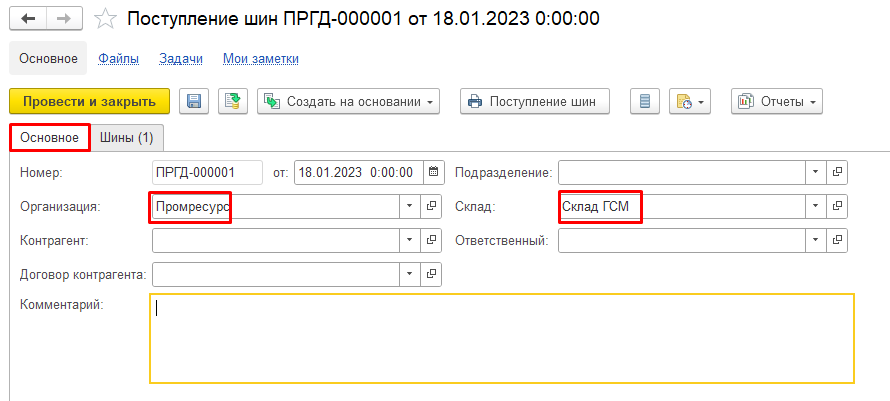 Поступление шин ПРГД-000001 от 18.01.2023 0:00:00
Основное Файлы Задачи Мои заметки
Провести и закрыть Создать на основании Поступление шин Отчеты
Основное Шины (1)
Номер: ПРГД-000001 от: 18.01.2023 0:00:00 Подразделение:
Организация: Промресурс Склад: Склад ГСМ
Контрагент: Ответственный:
Договор контрагента:
Комментарий: